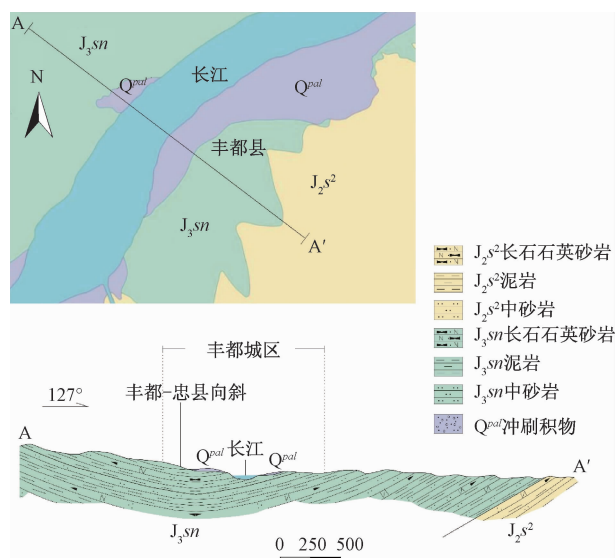 A
J₃sn
Qᵖᵃˡ
长江
Qᵖᵃˡ
N
丰都县
J₂s²
J₃sn
A′
J₂s²长石石英砂岩
J₂s²泥岩
J₂s²中砂岩
J₃sn长石石英砂岩
J₃sn泥岩
J₃sn中砂岩
Qᵖᵃˡ冲刷积物
丰都城区
127°
丰都-忠县向斜
A
Qᵖᵃˡ
长江
Qᵖᵃˡ
A′
J₃sn
J₂s²
0 250 500